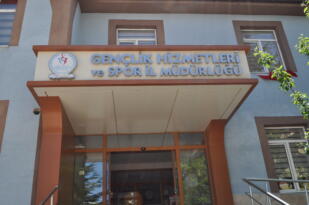 GENÇLİK HİZMETLERİ
VE SPOR İL MÜDÜRLÜĞÜ